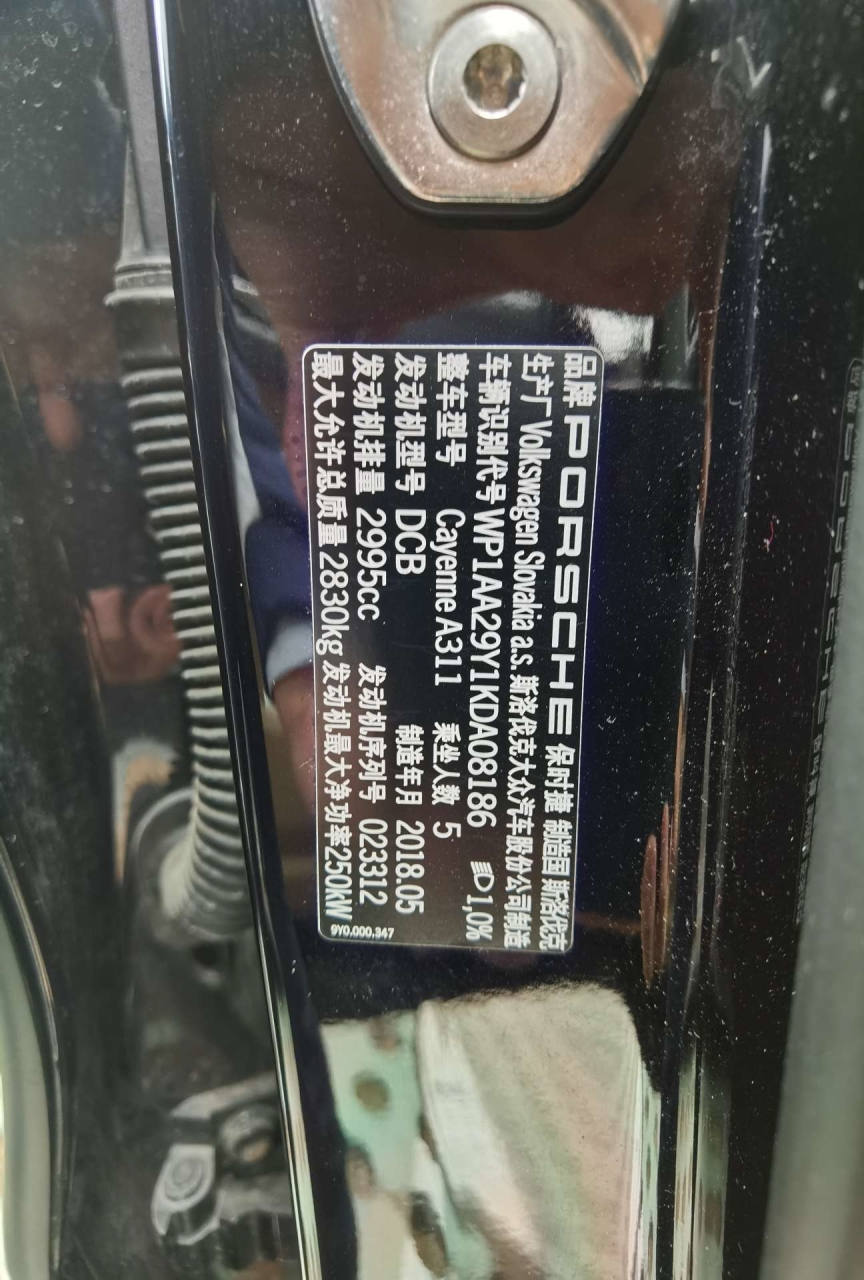 品牌 PORSCHE 保时捷 制造国 斯洛伐克
生产厂 Volkswagen Slovakia a.s. 斯洛伐克大众汽车股份公司制造
车辆识别代号 WP1AA29Y1KDA08186 1,0%
整车型号 Cayenne A311 乘坐人数 5
发动机型号 DCB 制造年月 2018.05
发动机排量 2995cc 发动机序列号 023312
最大允许总质量 2830kg 发动机最大净功率250kW
9Y0.000.347